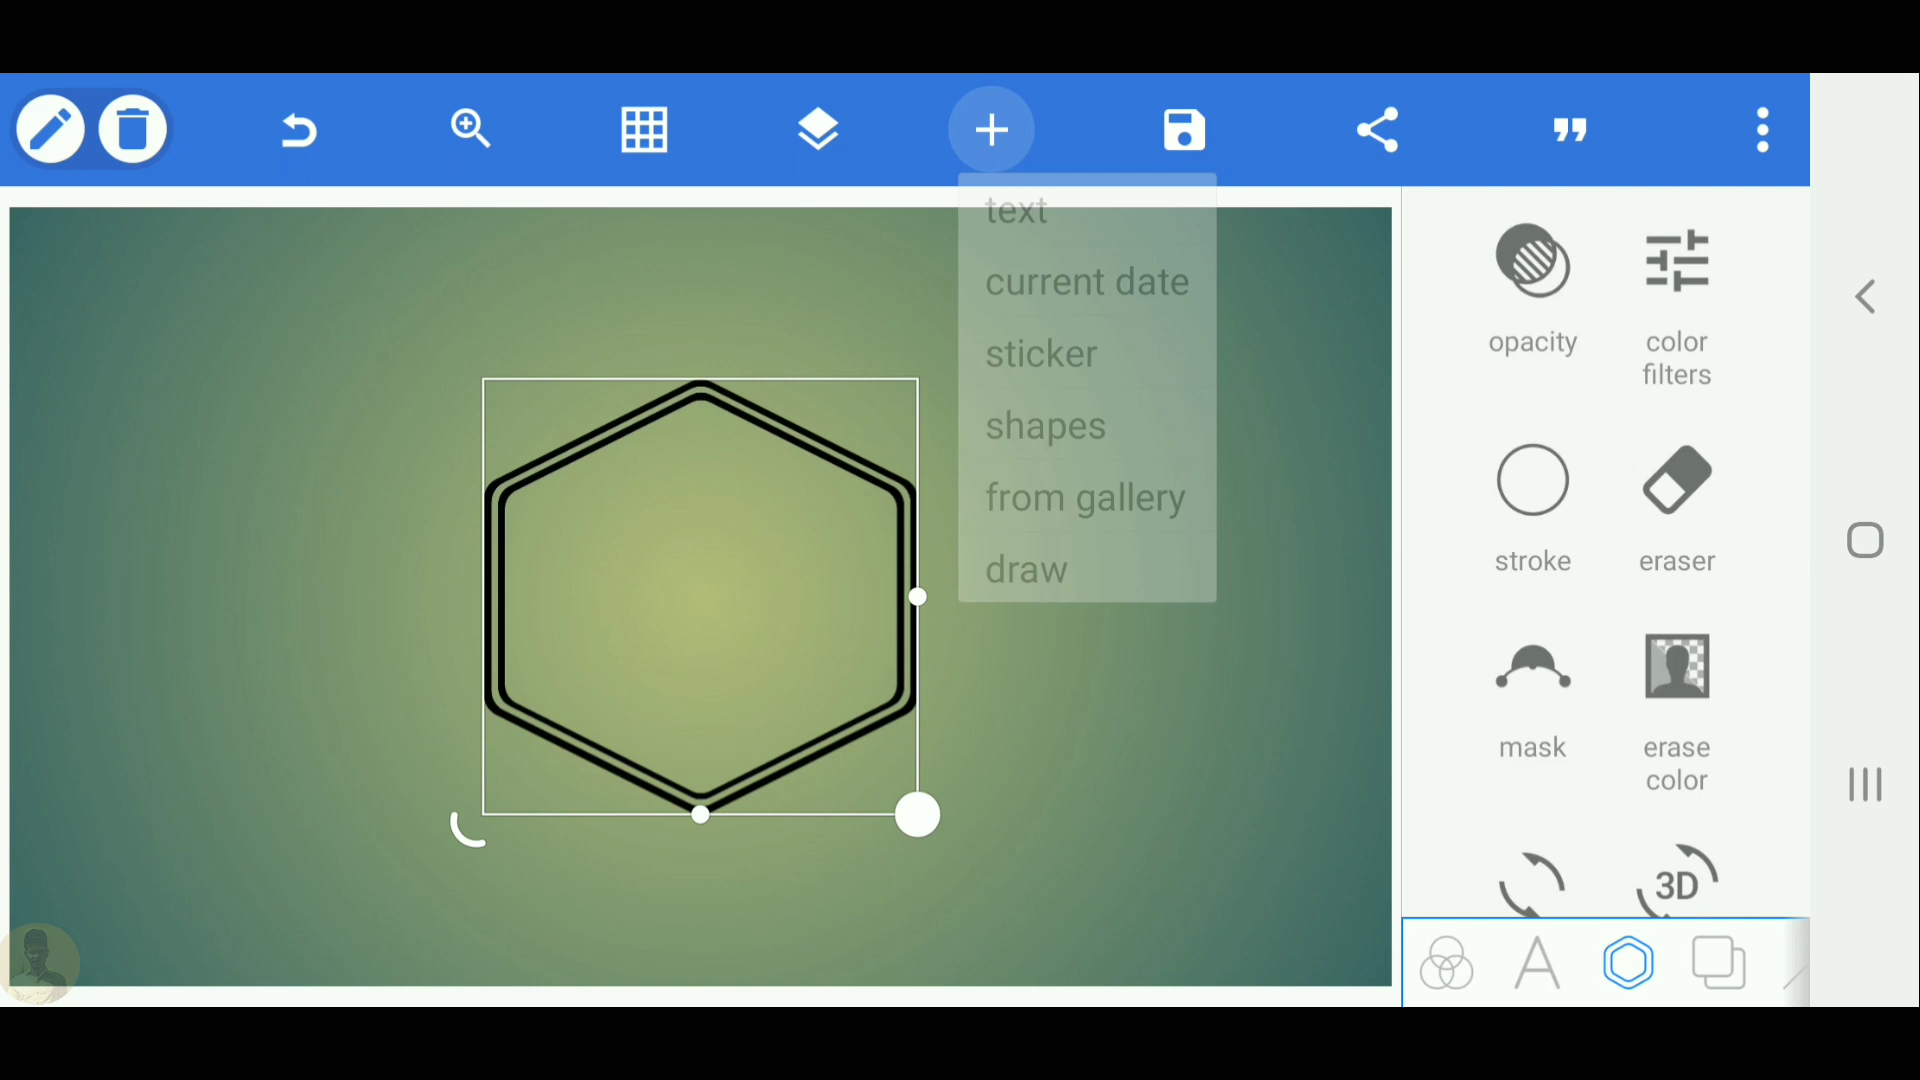 text
current date
sticker
shapes
from gallery
draw
opacity
color
filters
stroke
eraser
mask
erase
color
3D